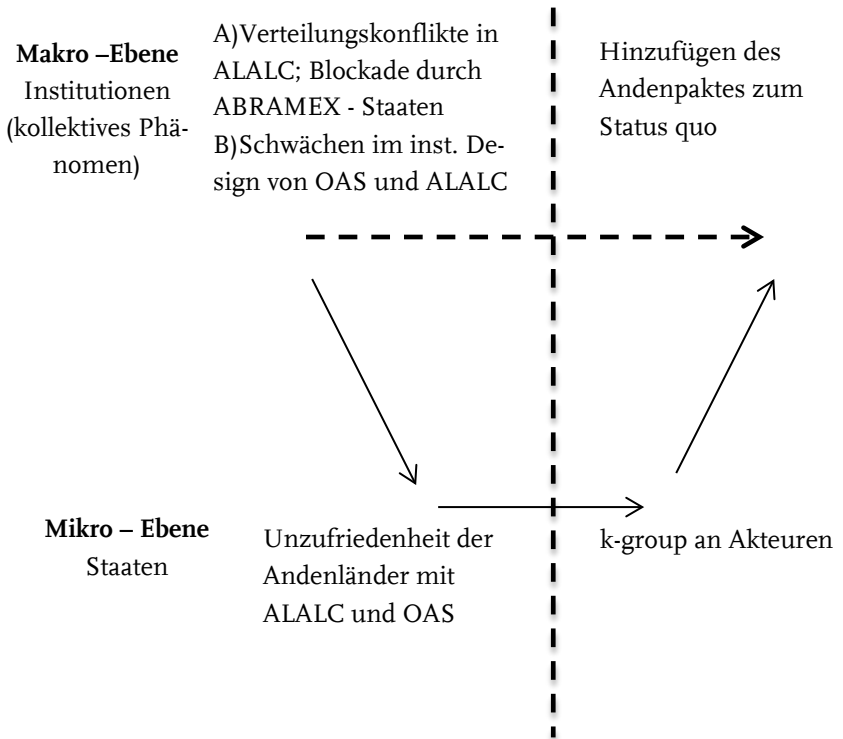 Makro –Ebene
Institutionen
(kollektives Phä-
nomen)
A)Verteilungskonflikte in
ALALC; Blockade durch
ABRAMEX - Staaten
B)Schwächen im inst. De-
sign von OAS und ALALC
Hinzufügen des
Andenpaktes zum
Status quo
Mikro – Ebene
Staaten
Unzufriedenheit der
Andenländer mit
ALALC und OAS
k-group an Akteuren